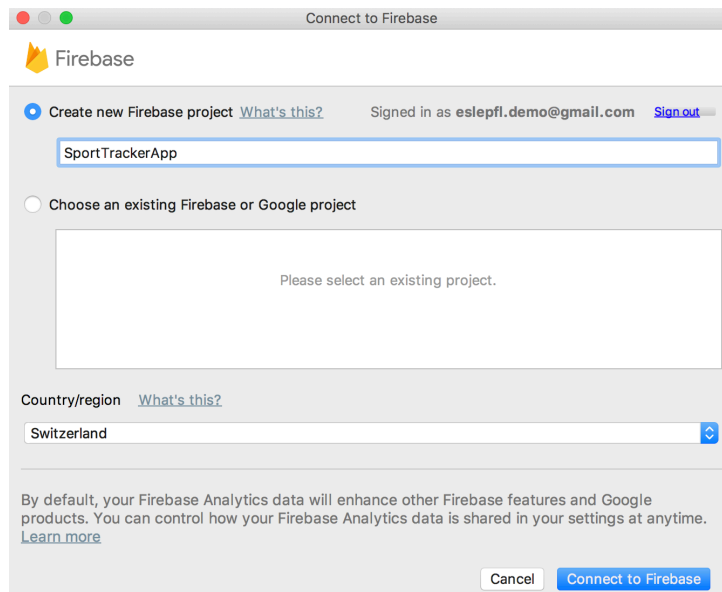 Connect to Firebase
Firebase
Create new Firebase project What's this? Signed in as eslepfl.demo@gmail.com Sign out
SportTrackerApp
Choose an existing Firebase or Google project
Please select an existing project.
Country/region What's this?
Switzerland
By default, your Firebase Analytics data will enhance other Firebase features and Google
products. You can control how your Firebase Analytics data is shared in your settings at anytime.
Learn more
Cancel Connect to Firebase